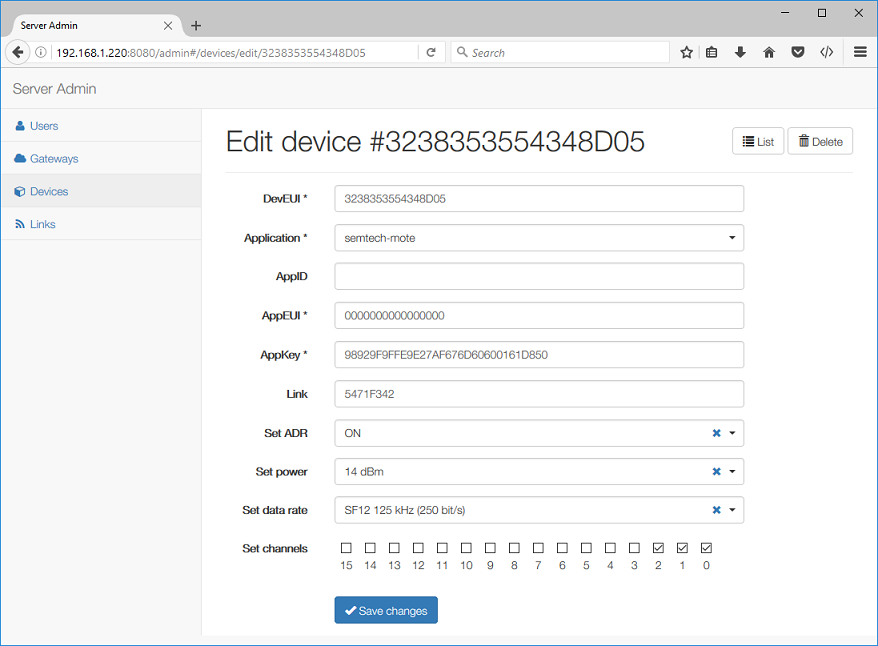 Server Admin
192.168.1.220:8080/admin#/devices/edit/3238353554348D05
Search
Server Admin
Users
Gateways
Devices
Links
Edit device #3238353554348D05
List
Delete
DevEUI * 3238353554348D05
Application * semtech-mote
AppID
AppEUI * 0000000000000000
AppKey * 98929F9FFE9E27AF676D60600161D850
Link 5471F342
Set ADR ON
Set power 14 dBm
Set data rate SF12 125 kHz (250 bit/s)
Set channels
15 14 13 12 11 10 9 8 7 6 5 4 3 2 1 0
Save changes